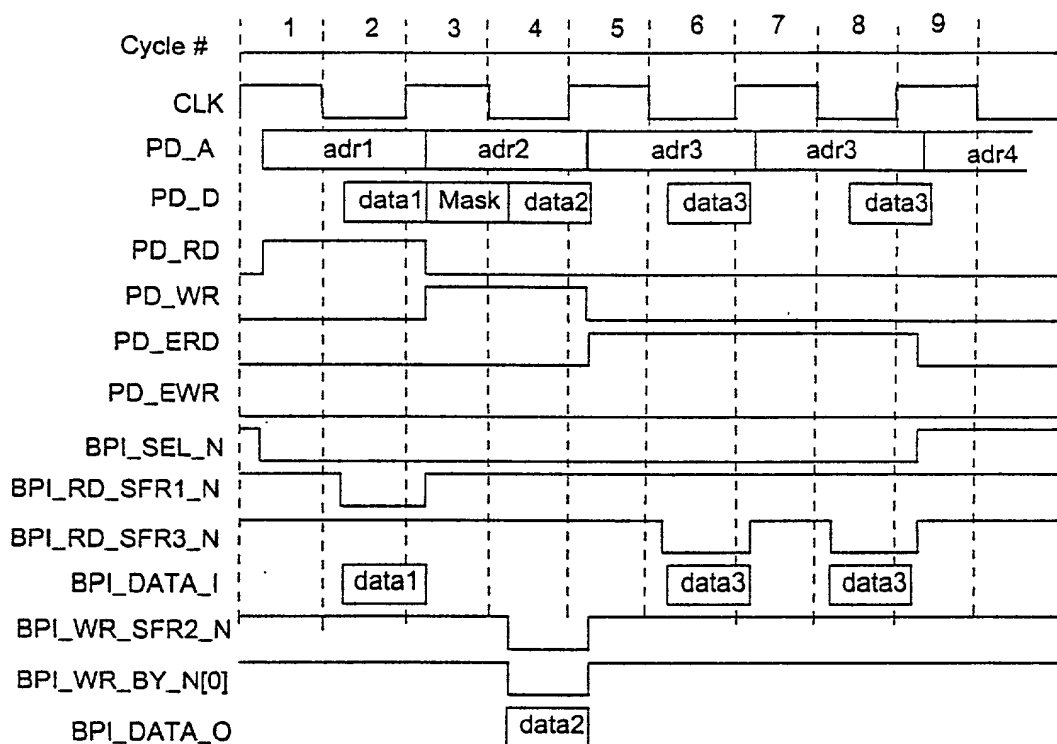 Cycle # 1 2 3 4 5 6 7 8 9
CLK
PD_A adr1 adr2 adr3 adr3 adr4
PD_D data1 Mask data2 data3 data3
PD_RD
PD_WR
PD_ERD
PD_EWR
BPI_SEL_N
BPI_RD_SFR1_N
BPI_RD_SFR3_N
BPI_DATA_I data1 data3 data3
BPI_WR_SFR2_N
BPI_WR_BY_N[0]
BPI_DATA_O data2